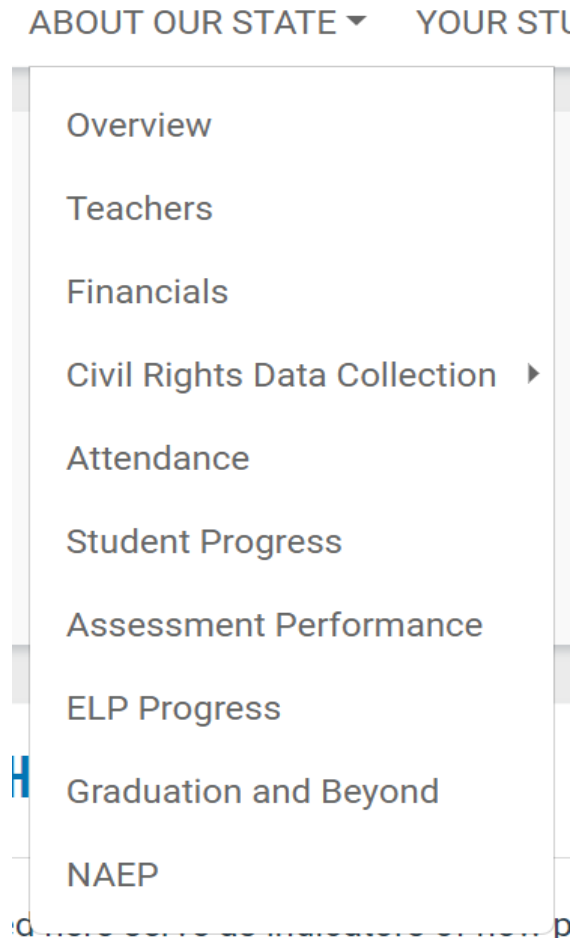 ABOUT OUR STATE YOUR
Overview
Teachers
Financials
Civil Rights Data Collection
Attendance
Student Progress
Assessment Performance
ELP Progress
Graduation and Beyond
NAEP